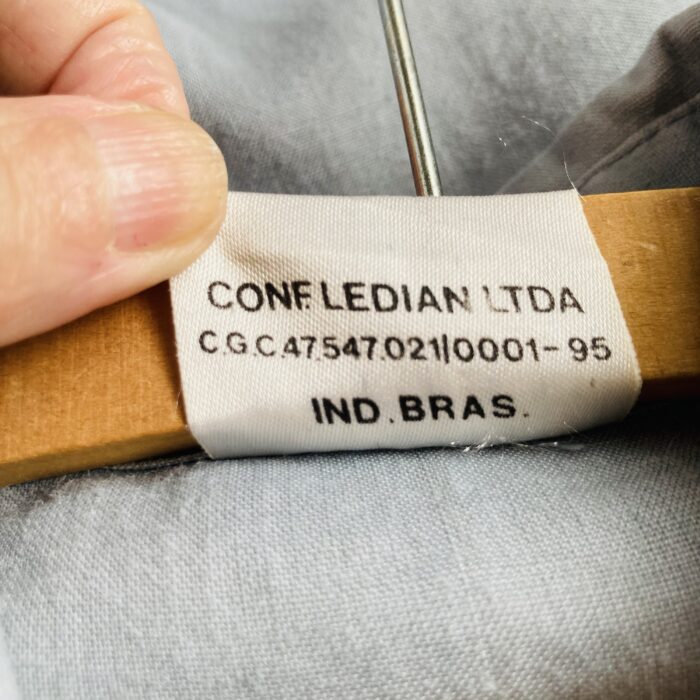 CONF. LEDIAN LTDA
C.G.C.47.547.021/0001-95
IND. BRAS.